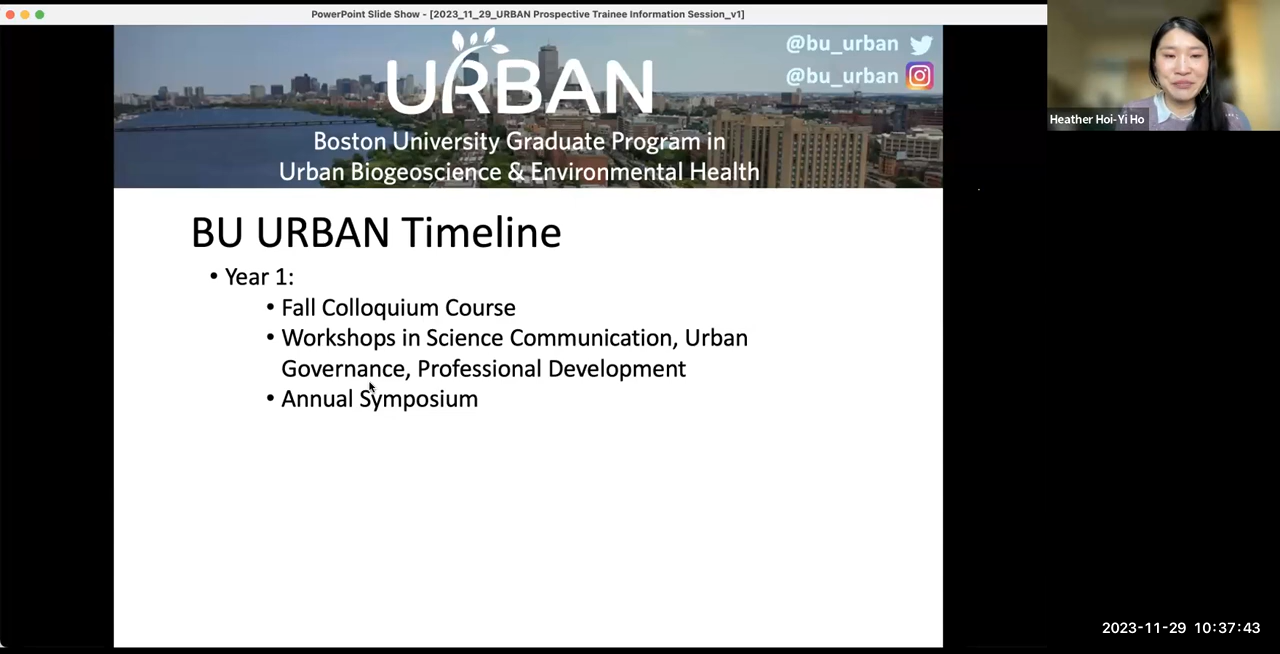 PowerPoint Slide Show - [2023_11_29_URBAN Prospective Trainee Information Session_v1]
URBAN
@bu_urban
@bu_urban
Boston University Graduate Program in
Urban Biogeoscience & Environmental Health
Heather Hoi-Yi Ho
BU URBAN Timeline
• Year 1:
• Fall Colloquium Course
• Workshops in Science Communication, Urban
Governance, Professional Development
• Annual Symposium
2023-11-29 10:37:43